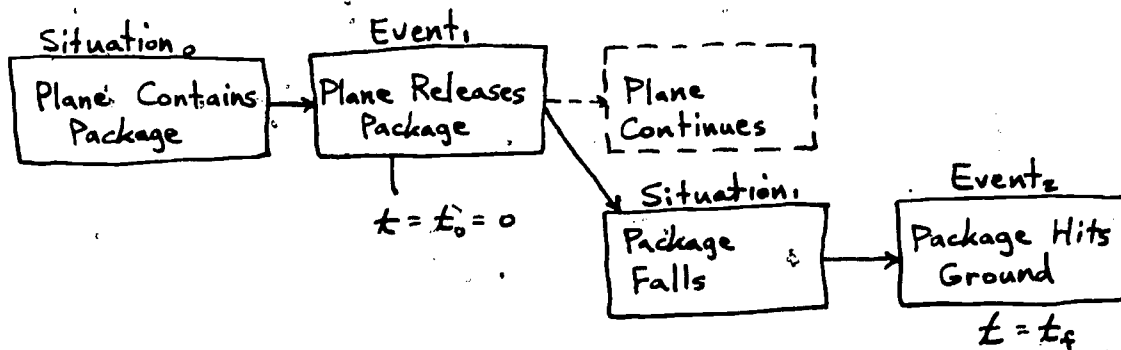 Situation₀
Plane Contains
Package
Event₁
Plane Releases
Package
t = t₀ = 0
Plane
Continues
Situation₁
Package
Falls
Event₂
Package Hits
Ground
t = t_f